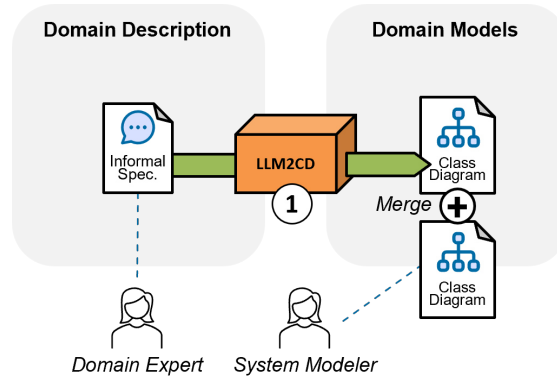 Domain Description
Domain Models
Informal
Spec.
LLM2CD
1
Class
Diagram
Merge
+
Class
Diagram
Domain Expert
System Modeler